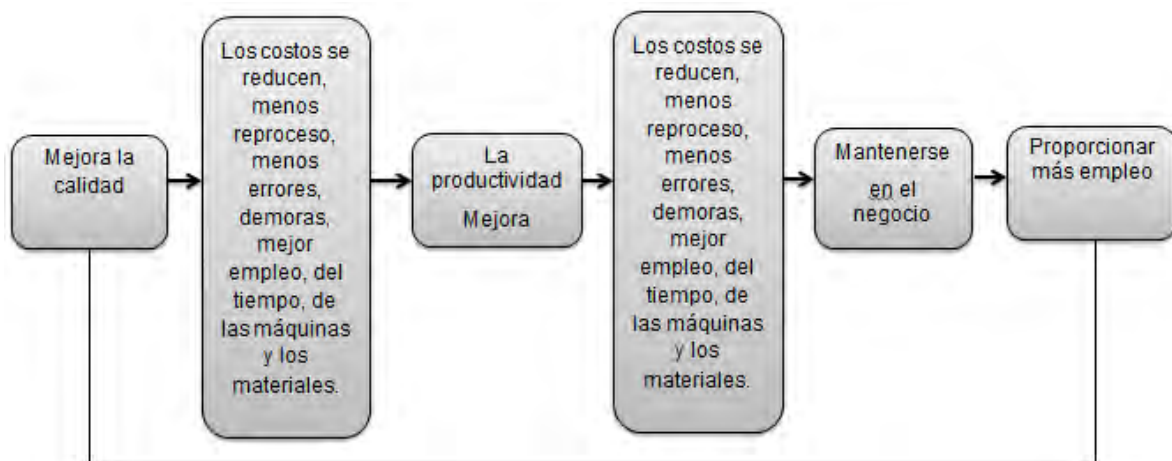 Mejora la
calidad
Los costos se
reducen,
menos
reproceso,
menos
errores,
demoras,
mejor
empleo, del
tiempo, de
las máquinas
y los
materiales.
La
productividad
Mejora
Los costos se
reducen,
menos
reproceso,
menos
errores,
demoras,
mejor
empleo, del
tiempo, de
las máquinas
y los
materiales.
Mantenerse
en el
negocio
Proporcionar
más empleo